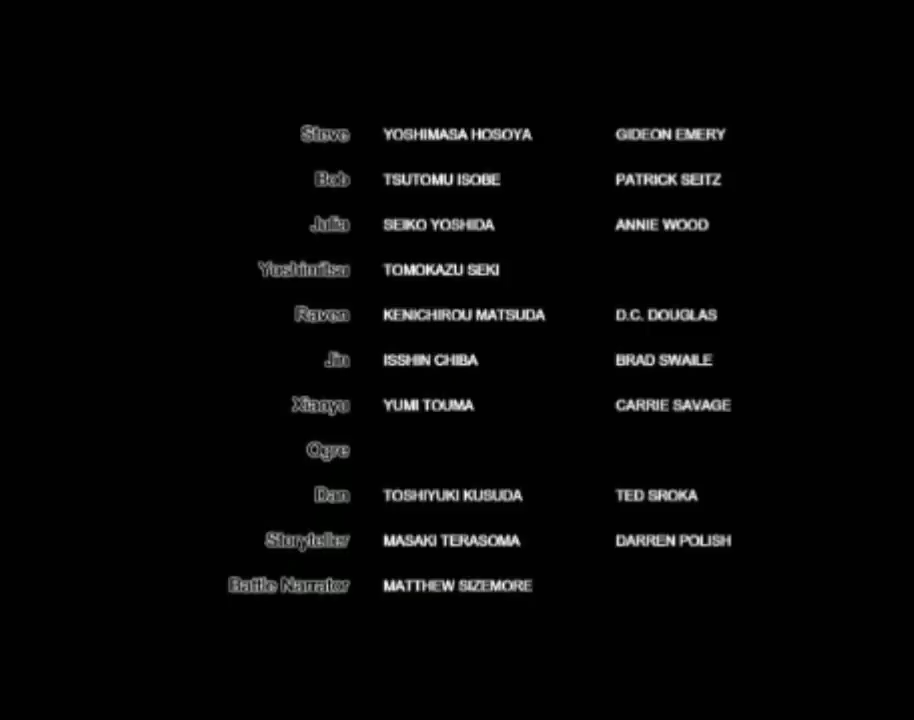 Steve YOSHIMASA HOSOYA GIDEON EMERY
Bob TSUTOMU ISOBE PATRICK SEITZ
Julia SEIKO YOSHIDA ANNIE WOOD
Yoshimitsu TOMOKAZU SEKI
Raven KENICHIROU MATSUDA D.C. DOUGLAS
Jin ISSHIN CHIBA BRAD SWAILE
Xiaoyu YUMI TOUMA CARRIE SAVAGE
Ogre
Dan TOSHIYUKI KUSUDA TED SROKA
Storyteller MASAKI TERASOMA DARREN POLISH
Battle Narrator MATTHEW SIZEMORE